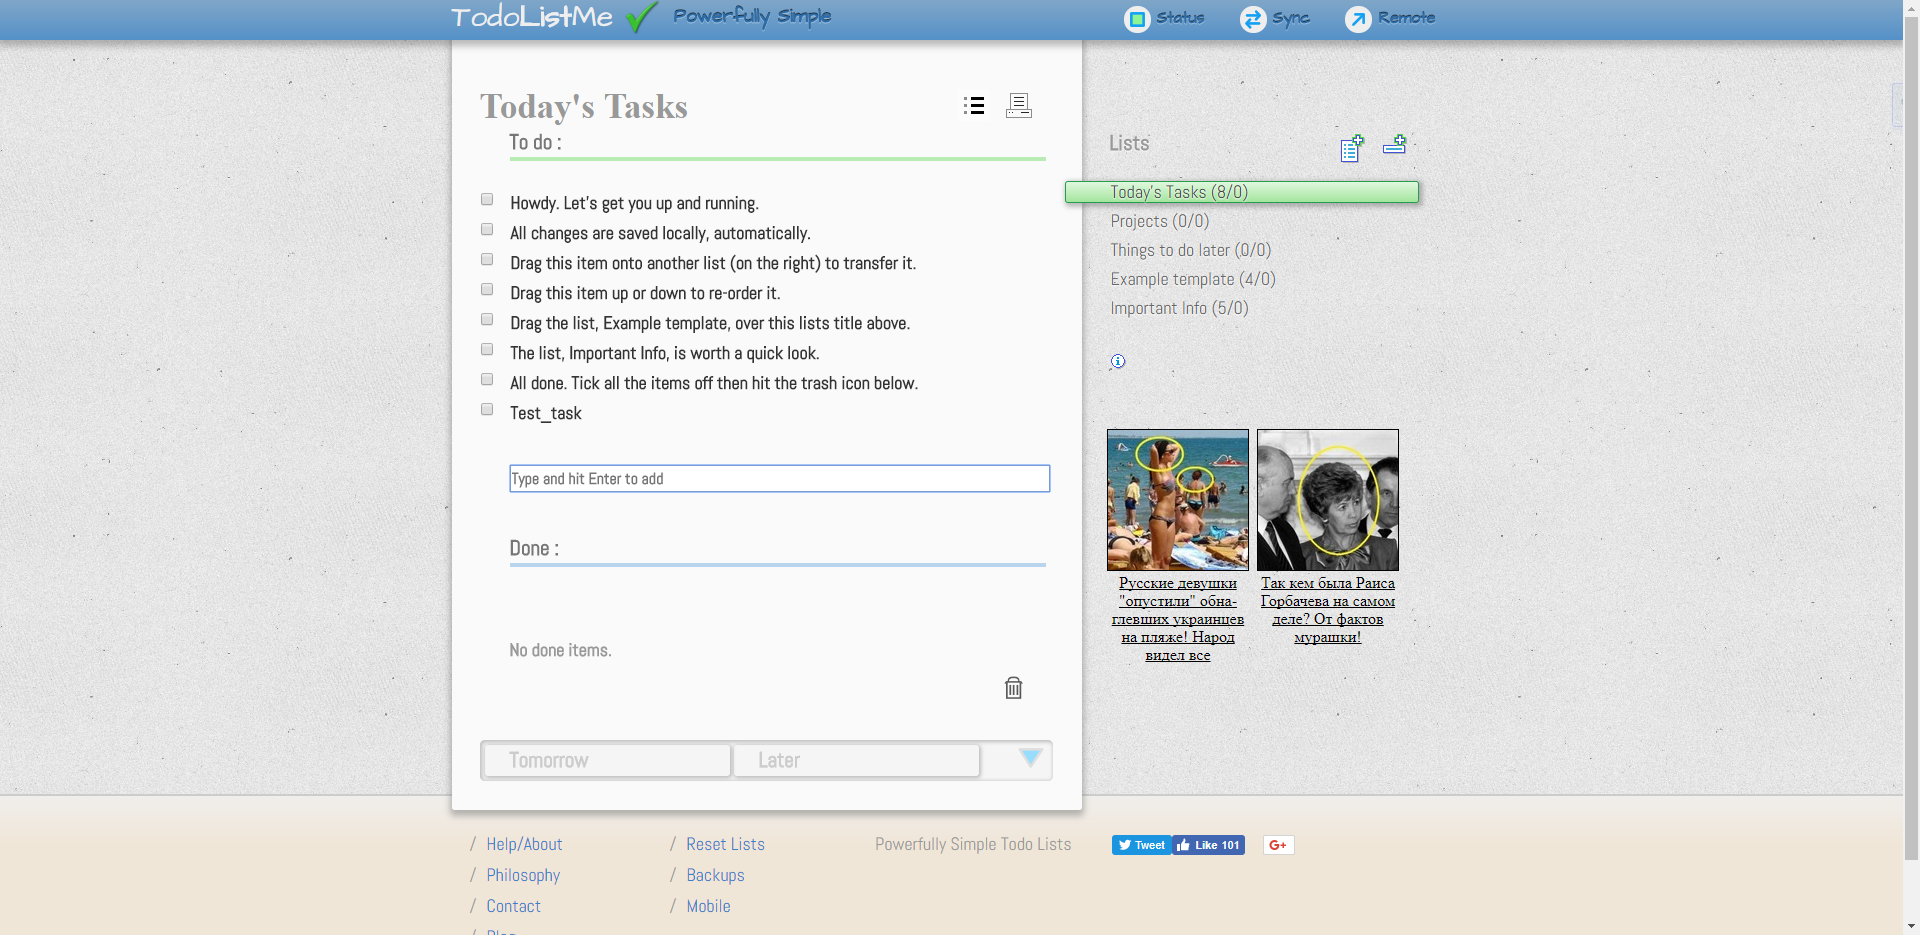 TodoListMe Powerfully Simple Status Sync Remote
Today's Tasks
To do :
Howdy. Let's get you up and running.
All changes are saved locally, automatically.
Drag this item onto another list (on the right) to transfer it.
Drag this item up or down to re-order it.
Drag the list, Example template, over this lists title above.
The list, Important Info, is worth a quick look.
All done. Tick all the items off then hit the trash icon below.
Test_task
Type and hit Enter to add
Done :
No done items.
Tomorrow Later
Lists
Today's Tasks (8/0)
Projects (0/0)
Things to do later (0/0)
Example template (4/0)
Important Info (5/0)
Русские девушки
"опустили" обна-
глевших украинцев
на пляже! Народ
видел все
Так кем была Раиса
Горбачева на самом
деле? От фактов
мурашки!
/ Help/About
/ Philosophy
/ Contact
Blog
/ Reset Lists
/ Backups
/ Mobile
Powerfully Simple Todo Lists
Tweet Like 101 G+